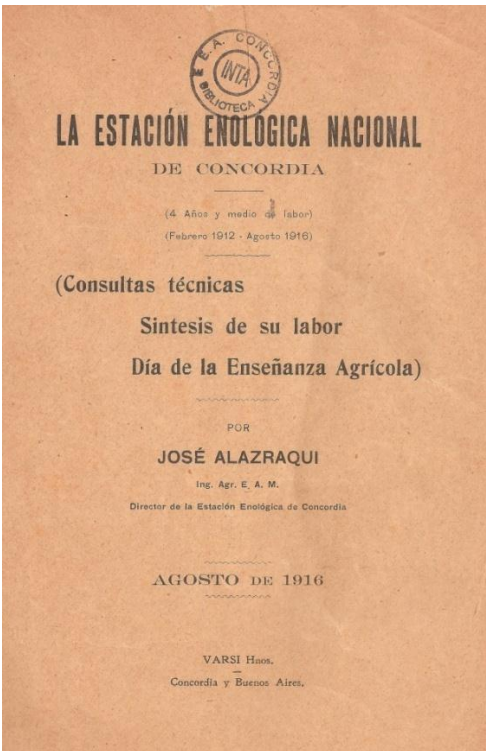 E.E.A. CONCORDIA
INTA
BIBLIOTECA
LA ESTACIÓN ENOLÓGICA NACIONAL
DE CONCORDIA
(4 Años y medio de labor)
(Febrero 1912 - Agosto 1916)
(Consultas técnicas
Sintesis de su labor
Día de la Enseñanza Agrícola)
POR
JOSÉ ALAZRAQUI
Ing. Agr. E. A. M.
Director de la Estación Enológica de Concordia
AGOSTO DE 1916
VARSI Hnos.
Concordia y Buenos Aires.